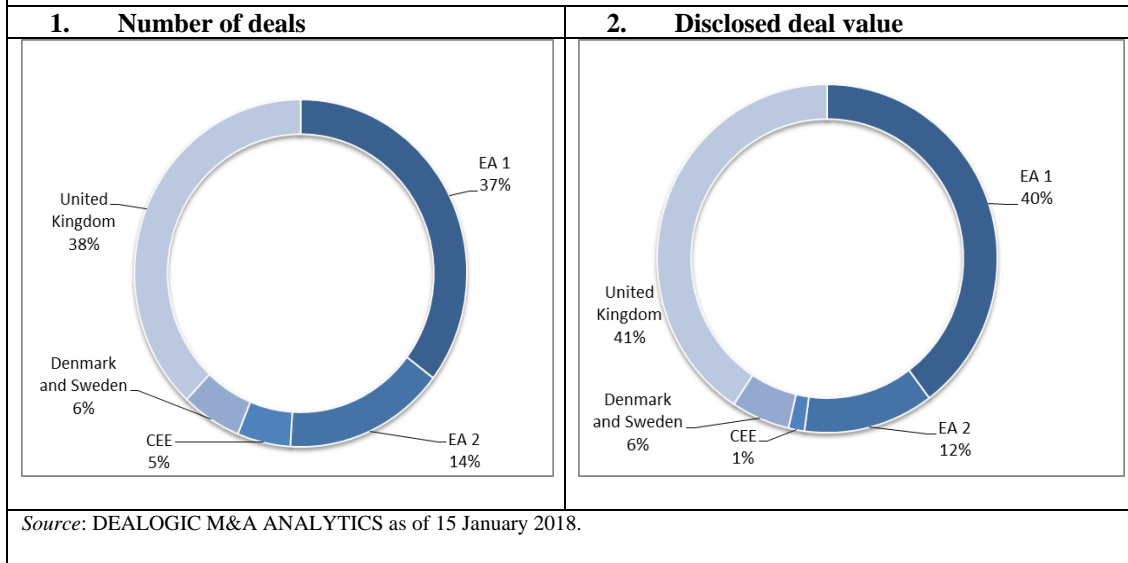 1. Number of deals
2. Disclosed deal value
EA 1
37%
United
Kingdom
38%
Denmark
and Sweden
6%
CEE
5%
EA 2
14%
EA 1
40%
United
Kingdom
41%
Denmark
and Sweden
6%
CEE
1%
EA 2
12%
Source: DEALOGIC M&A ANALYTICS as of 15 January 2018.